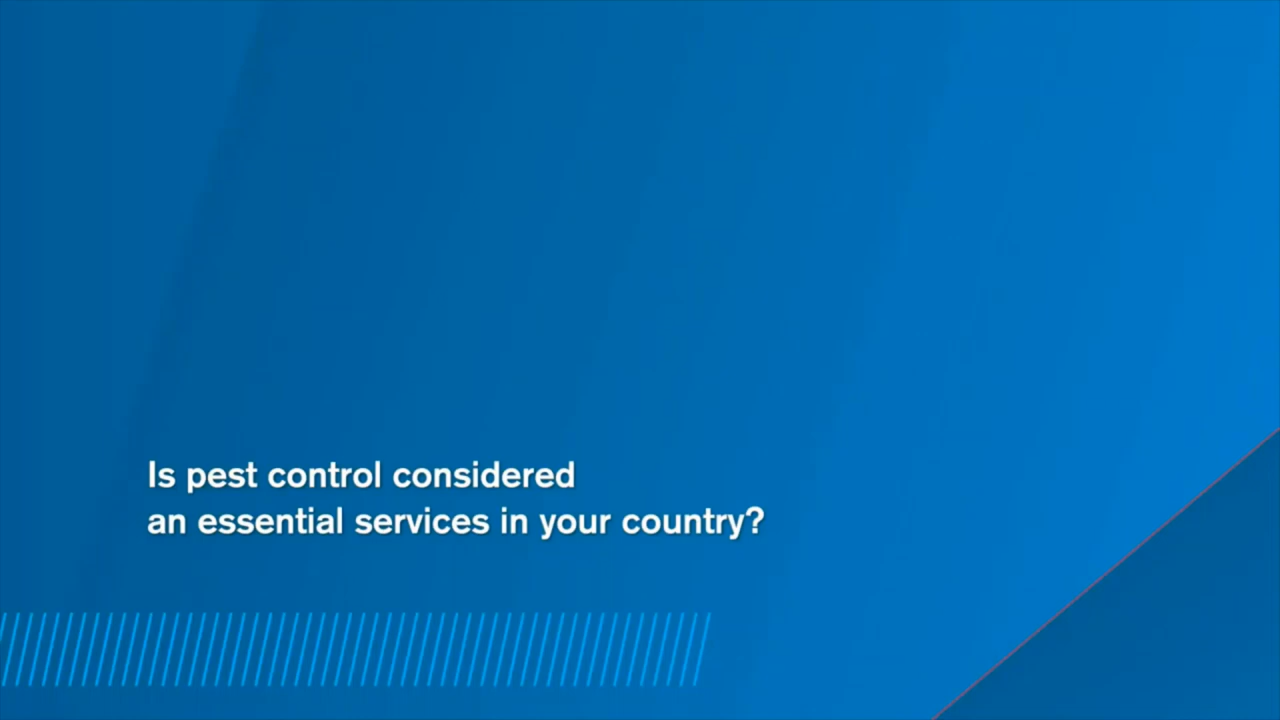 Is pest control considered
an essential services in your country?